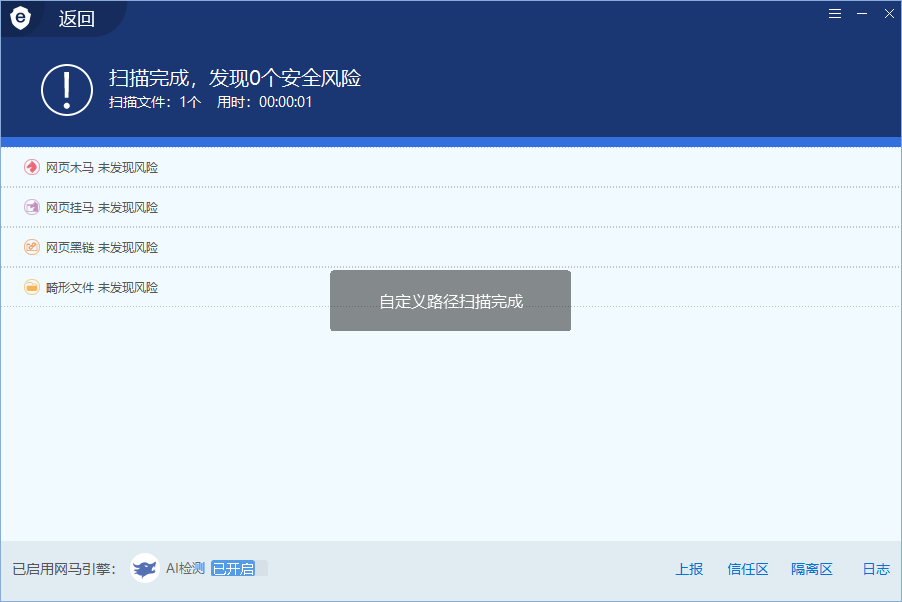 返回
扫描完成，发现0个安全风险
扫描文件：1个 用时：00:00:01
网页木马 未发现风险
网页挂马 未发现风险
网页黑链 未发现风险
畸形文件 未发现风险
自定义路径扫描完成
已启用网马引擎： AI检测 已开启 上报 信任区 隔离区 日志